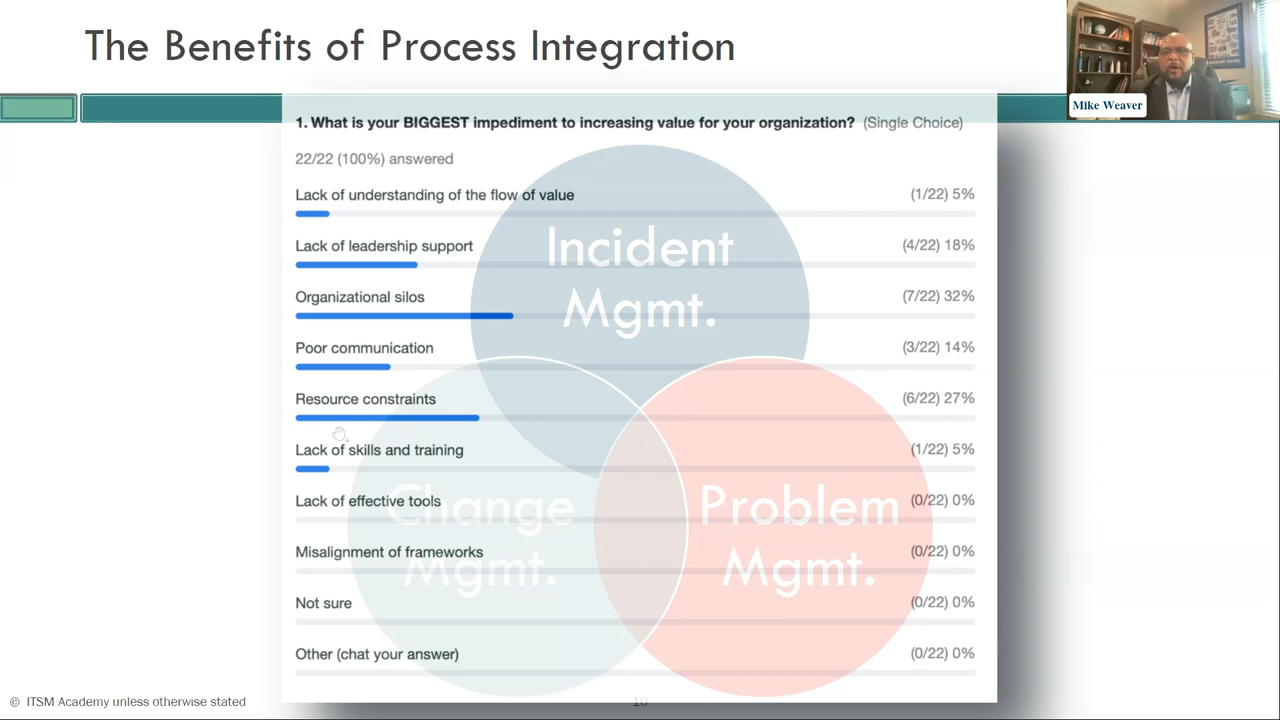 The Benefits of Process Integration
Mike Weaver
1. What is your BIGGEST impediment to increasing value for your organization? (Single Choice)
22/22 (100%) answered
Lack of understanding of the flow of value (1/22) 5%
Lack of leadership support (4/22) 18%
Organizational silos (7/22) 32%
Poor communication (3/22) 14%
Resource constraints (6/22) 27%
Lack of skills and training (1/22) 5%
Lack of effective tools (0/22) 0%
Misalignment of frameworks (0/22) 0%
Not sure (0/22) 0%
Other (chat your answer) (0/22) 0%
Incident
Mgmt.
Change
Mgmt.
Problem
Mgmt.
© ITSM Academy unless otherwise stated
10